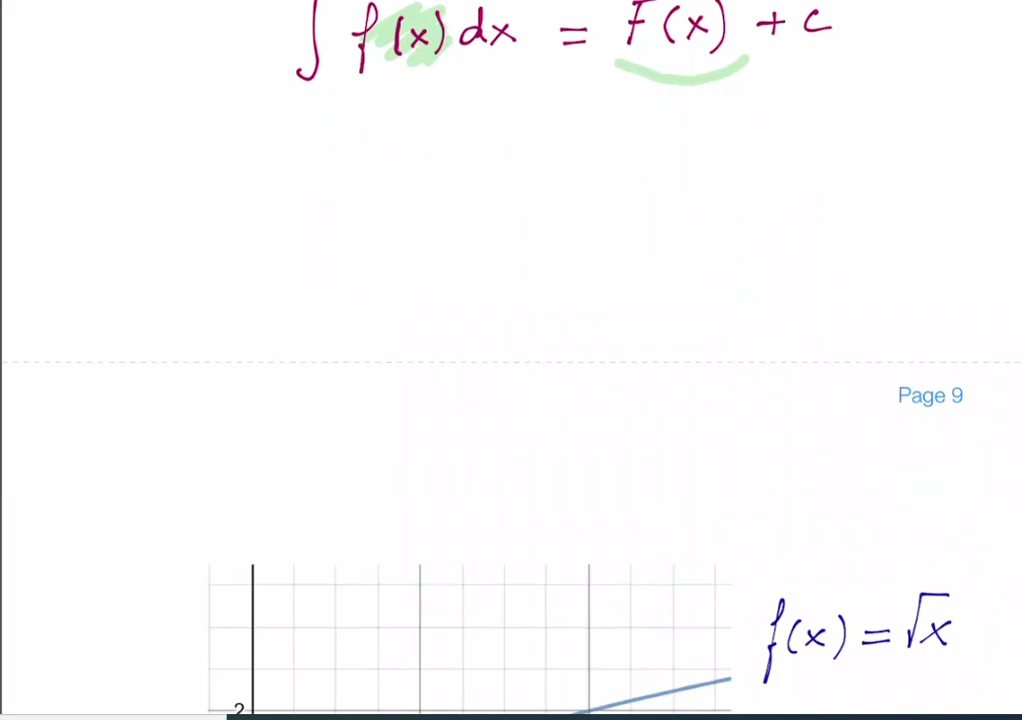 ∫ f(x) dx = F(x) + c
Page 9
f(x) = √x
2